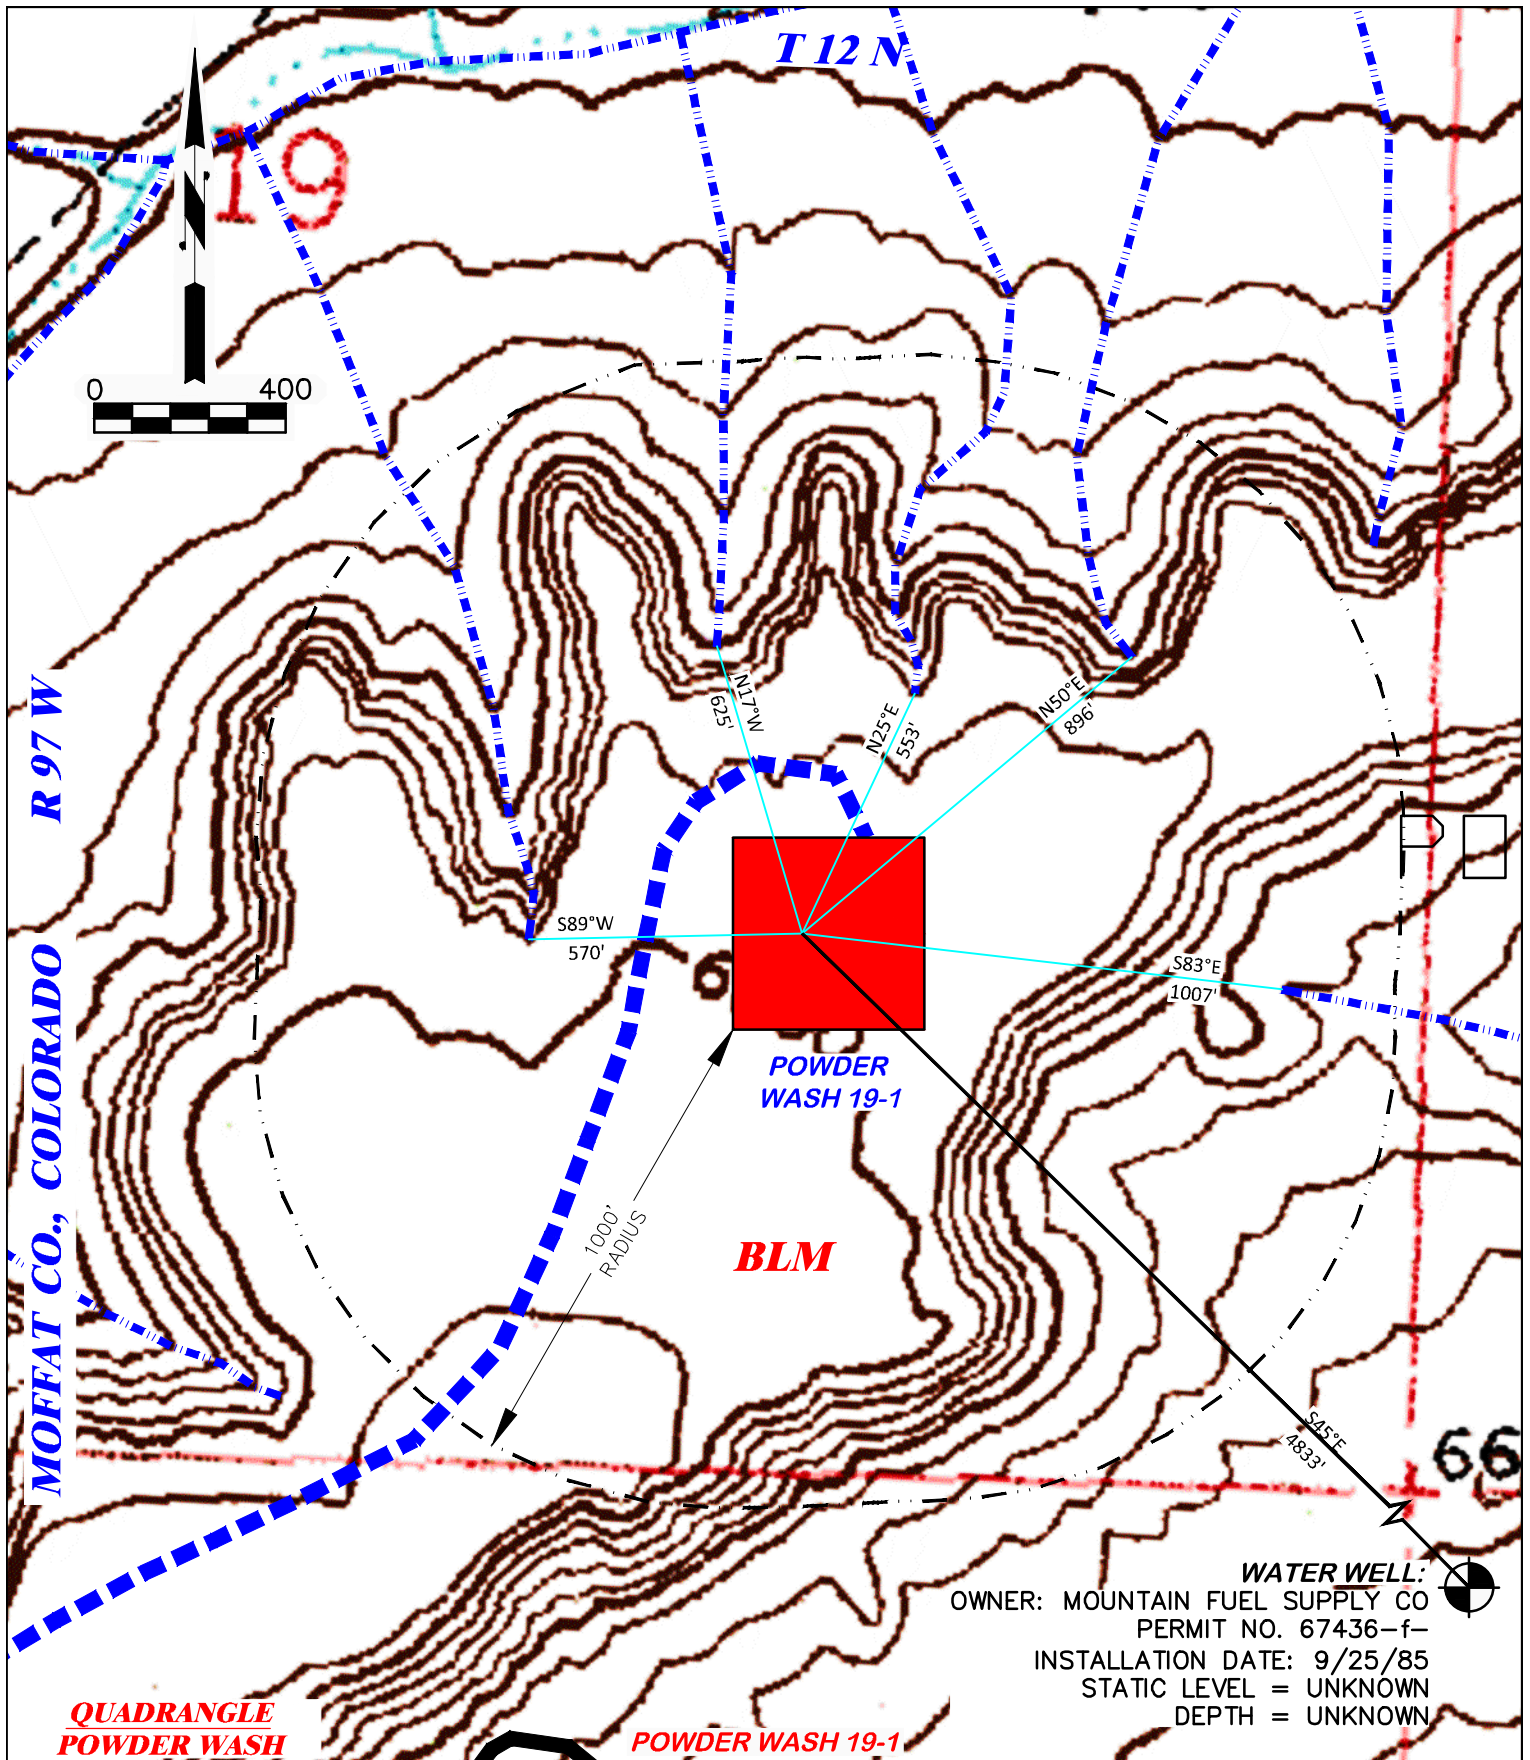 T 12 N
19
0 400
R 97 W
N17°W
625'
N25°E
553'
N50°E
896'
S89°W
570'
6
S83°E
1007'
POWDER
WASH 19-1
MOFFAT CO., COLORADO
1000'
RADIUS
BLM
S45°E
4833'
66
WATER WELL:
OWNER: MOUNTAIN FUEL SUPPLY CO
PERMIT NO. 67436-f-
INSTALLATION DATE: 9/25/85
STATIC LEVEL = UNKNOWN
DEPTH = UNKNOWN
QUADRANGLE
POWDER WASH
POWDER WASH 19-1